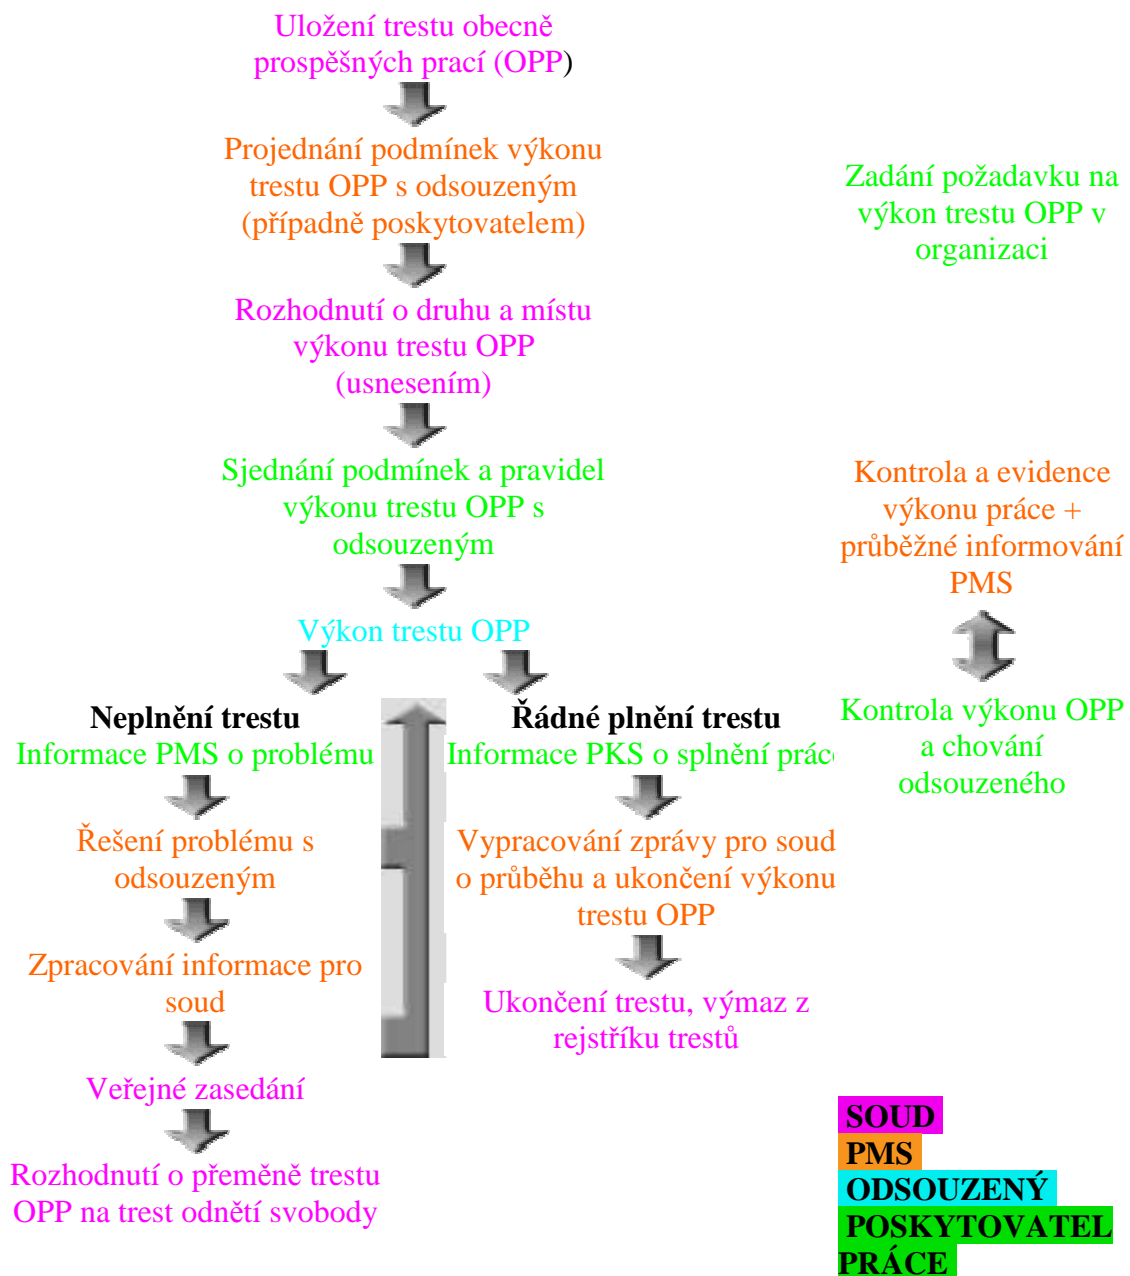 Uložení trestu obecně
prospěšných prací (OPP)
Projednání podmínek výkonu
trestu OPP s odsouzeným
(případně poskytovatelem)
Rozhodnutí o druhu a místu
výkonu trestu OPP
(usnesením)
Sjednání podmínek a pravidel
výkonu trestu OPP s
odsouzeným
Výkon trestu OPP
Neplnění trestu
Informace PMS o problému
Řešení problému s
odsouzeným
Zpracování informace pro
soud
Veřejné zasedání
Rozhodnutí o přeměně trestu
OPP na trest odnětí svobody
Řádné plnění trestu
Informace PKS o splnění práce
Vypracování zprávy pro soud
o průběhu a ukončení výkonu
trestu OPP
Ukončení trestu, výmaz z
rejstříku trestů
Zadání požadavku na
výkon trestu OPP v
organizaci
Kontrola a evidence
výkonu práce +
průběžné informování
PMS
Kontrola výkonu OPP
a chování
odsouzeného
SOUD
PMS
ODSOUZENÝ
POSKYTOVATEL
PRÁCE